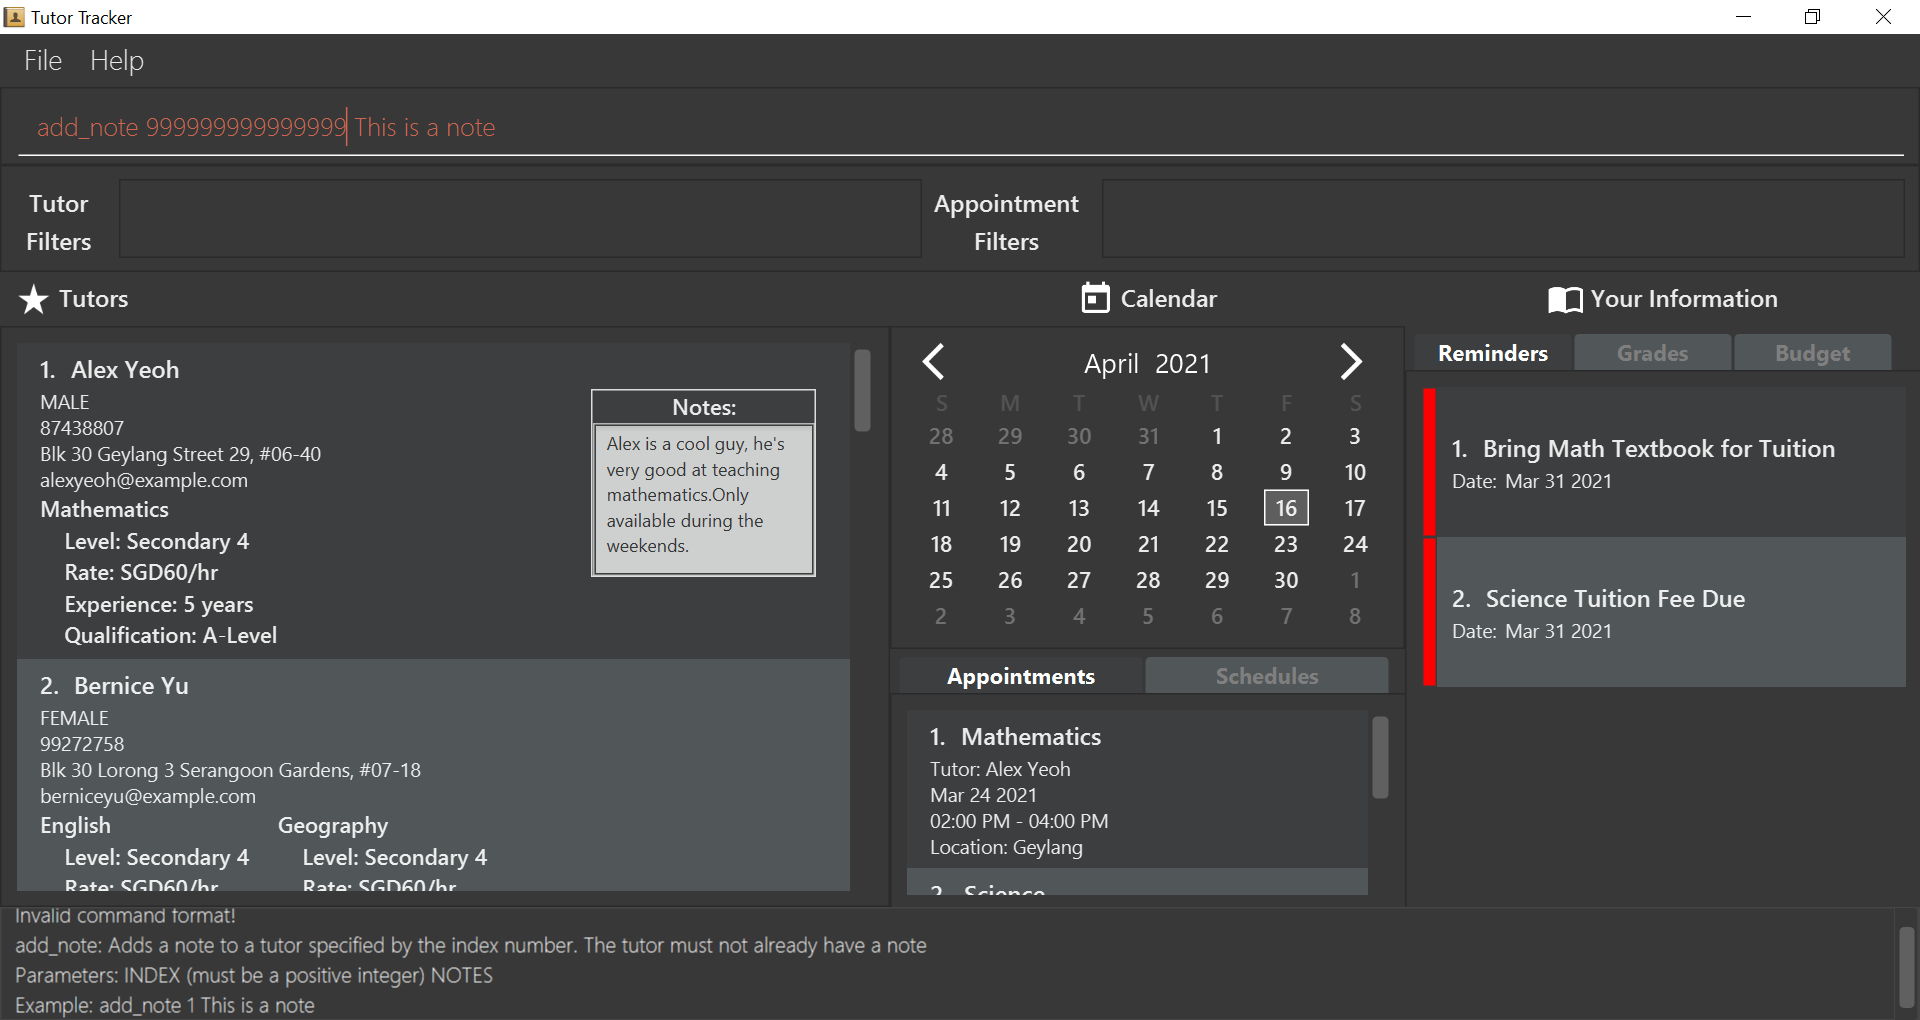 Tutor Tracker
File Help
add_note 999999999999999 This is a note
Tutor
Filters
Appointment
Filters
Tutors
1. Alex Yeoh
MALE
87438807
Blk 30 Geylang Street 29, #06-40
alexyeoh@example.com
Mathematics
Level: Secondary 4
Rate: SGD60/hr
Experience: 5 years
Qualification: A-Level
Notes:
Alex is a cool guy, he's
very good at teaching
mathematics.Only
available during the
weekends.
2. Bernice Yu
FEMALE
99272758
Blk 30 Lorong 3 Serangoon Gardens, #07-18
berniceyu@example.com
English Geography
Level: Secondary 4 Level: Secondary 4
Rate: SGD60/hr Rate: SGD60/hr
Calendar
April 2021
S M T W T F S
28 29 30 31 1 2 3
4 5 6 7 8 9 10
11 12 13 14 15 16 17
18 19 20 21 22 23 24
25 26 27 28 29 30 1
2 3 4 5 6 7 8
Appointments Schedules
1. Mathematics
Tutor: Alex Yeoh
Mar 24 2021
02:00 PM - 04:00 PM
Location: Geylang
2. Science
Your Information
Reminders Grades Budget
1. Bring Math Textbook for Tuition
Date: Mar 31 2021
2. Science Tuition Fee Due
Date: Mar 31 2021
Invalid command format!
add_note: Adds a note to a tutor specified by the index number. The tutor must not already have a note
Parameters: INDEX (must be a positive integer) NOTES
Example: add_note 1 This is a note